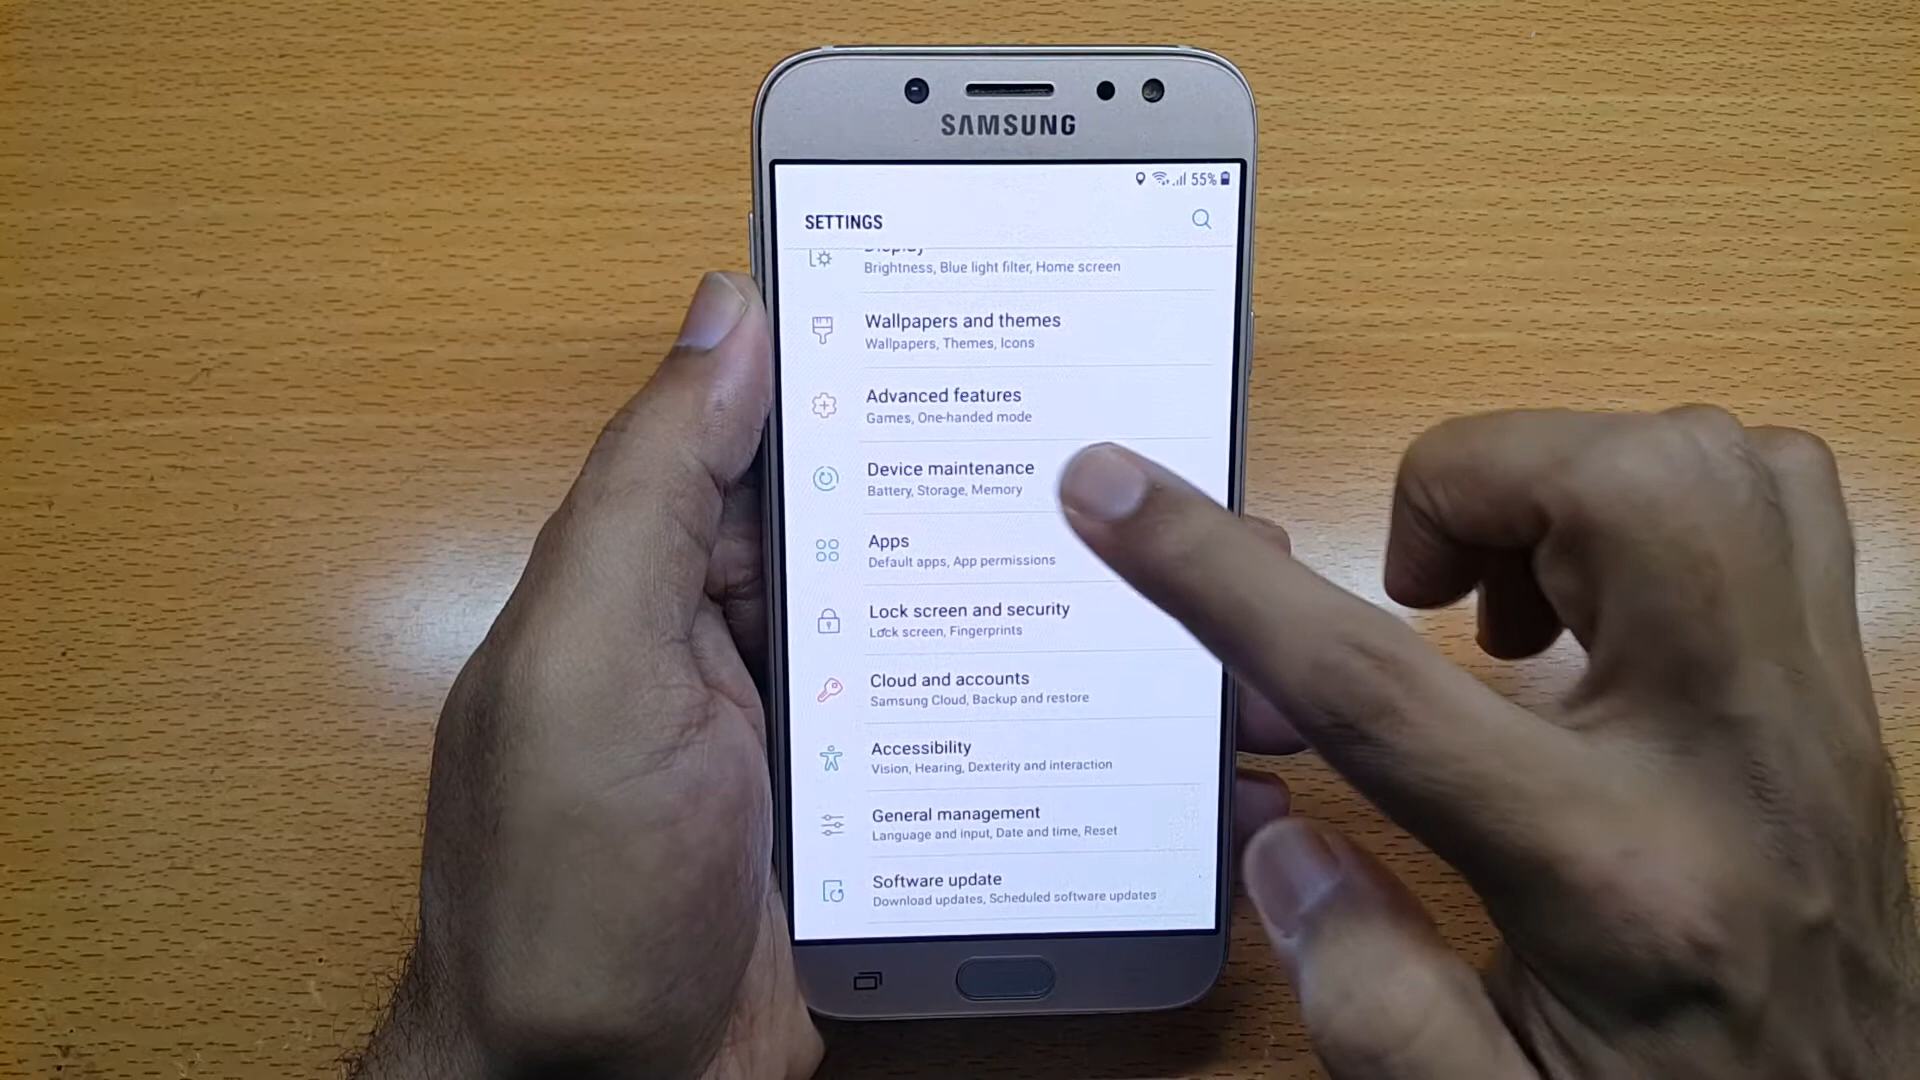 SAMSUNG
55%
SETTINGS
Display
Brightness, Blue light filter, Home screen
Wallpapers and themes
Wallpapers, Themes, Icons
Advanced features
Games, One-handed mode
Device maintenance
Battery, Storage, Memory
Apps
Default apps, App permissions
Lock screen and security
Lock screen, Fingerprints
Cloud and accounts
Samsung Cloud, Backup and restore
Accessibility
Vision, Hearing, Dexterity and interaction
General management
Language and input, Date and time, Reset
Software update
Download updates, Scheduled software updates